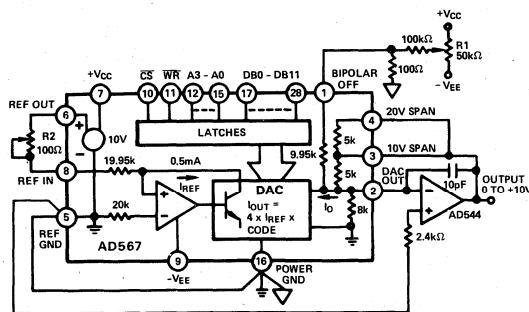 +VCC
100kΩ
R1
50kΩ
100Ω
-VEE
+VCC
CS WR A3 - A0 DB0 - DB11
BIPOLAR
OFF
7 10 11 12 15 17 28 1
REF OUT
6
R2
100Ω
10V
LATCHES
9.95k
4
20V SPAN
5k
3
10V SPAN
5k
REF IN
8
19.95k
0.5mA
IREF
DAC
IOUT =
4 x IREF x
CODE
DAC
OUT
2
IO
8k
10pF
AD544
OUTPUT
0 TO +10V
5
REF
GND
20k
2.4kΩ
AD567
9
-VEE
16
POWER
GND